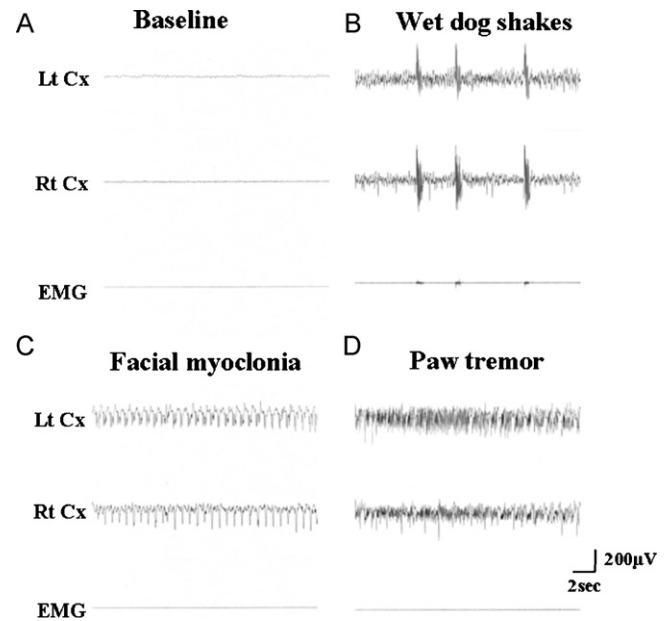 A Baseline
B Wet dog shakes
Lt Cx
Rt Cx
EMG
C Facial myoclonia
D Paw tremor
Lt Cx
Rt Cx
200µV
2sec
EMG